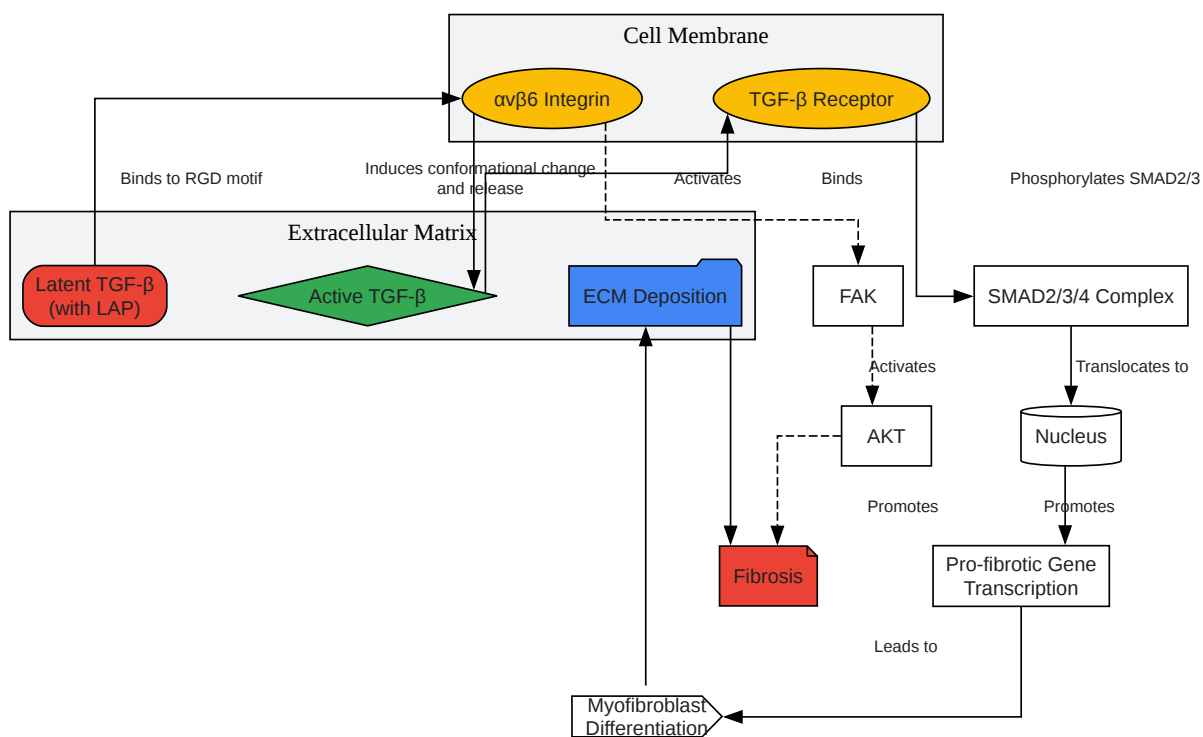 Cell Membrane
αvβ6 Integrin
TGF-β Receptor
Binds to RGD motif
Induces conformational change
and release
Activates
Binds
Phosphorylates SMAD2/3
Extracellular Matrix
Latent TGF-β
(with LAP)
Active TGF-β
ECM Deposition
FAK
SMAD2/3/4 Complex
Activates
Translocates to
AKT
Nucleus
Promotes
Promotes
Fibrosis
Pro-fibrotic Gene
Transcription
Leads to
Myofibroblast
Differentiation